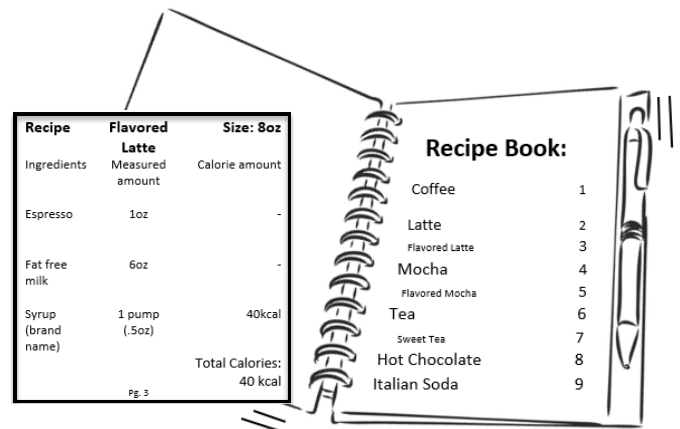 Recipe Flavored Latte Size: 8oz
Ingredients Measured amount Calorie amount
Espresso 1oz -
Fat free milk 6oz -
Syrup (brand name) 1 pump (.5oz) 40kcal
Total Calories:
40 kcal
Pg. 3
Recipe Book:
Coffee 1
Latte 2
Flavored Latte 3
Mocha 4
Flavored Mocha 5
Tea 6
Sweet Tea 7
Hot Chocolate 8
Italian Soda 9